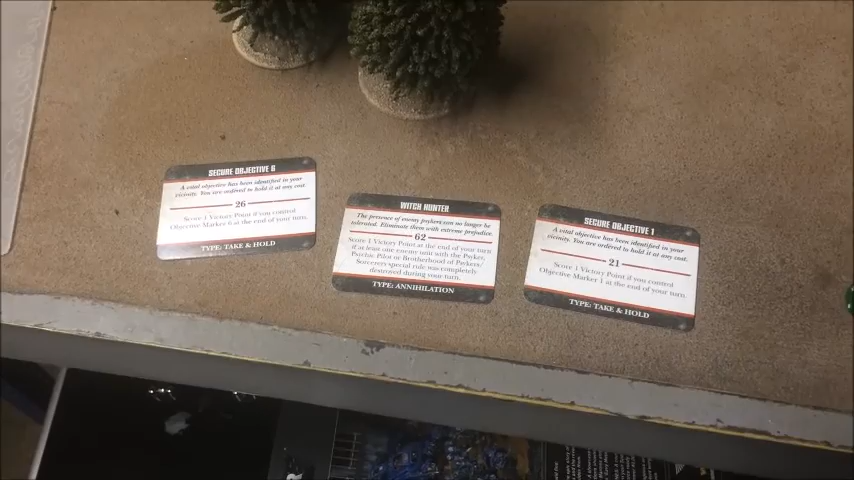 SECURE OBJECTIVE 6
A vital objective has been identified in your
vicinity. You are ordered to hold it at any cost
26
Score 1 Victory Point if you control
Objective Marker 6 at the end of your turn.
TYPE: TAKE & HOLD
WITCH HUNTER
The presence of enemy psykers can no longer be
tolerated. Eliminate them with extreme prejudice.
62
Score 1 Victory Point at the end of your turn,
if at least one enemy unit with the Psyker,
Psychic Pilot or Brotherhood of Psykers/
Sorcerers special rule was completely
destroyed during your turn.
TYPE: ANNIHILATION
SECURE OBJECTIVE 1
A vital objective has been identified in your
vicinity. You are ordered to hold it at any cost.
21
Score 1 Victory Point if you control
Objective Marker 1 at the end of your turn.
TYPE: TAKE & HOLD